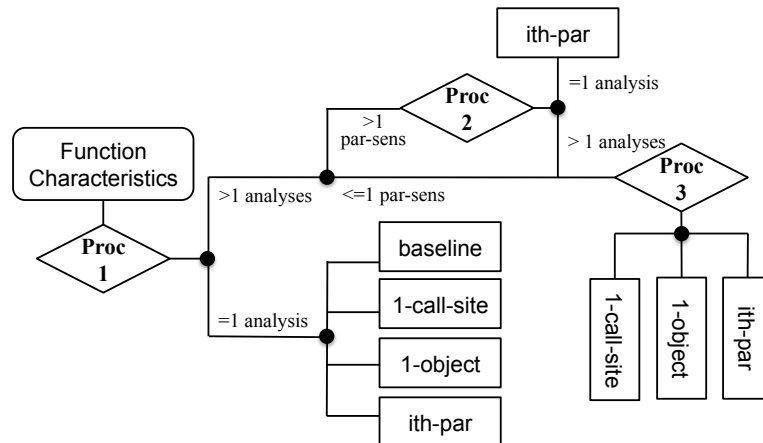 ith-par
=1 analysis
Proc
2
>1
par-sens
> 1 analyses
Function
Characteristics
>1 analyses
<=1 par-sens
Proc
3
Proc
1
baseline
1-call-site
=1 analysis
1-object
ith-par
1-call-site
1-object
ith-par